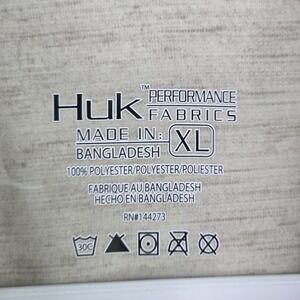 Huk™ PERFORMANCE
FABRICS
MADE IN: XL
BANGLADESH
100% POLYESTER/POLYESTER/POLIESTER
FABRIQUE AU BANGLADESH
HECHO EN BANGLADESH
RN#144273
30C